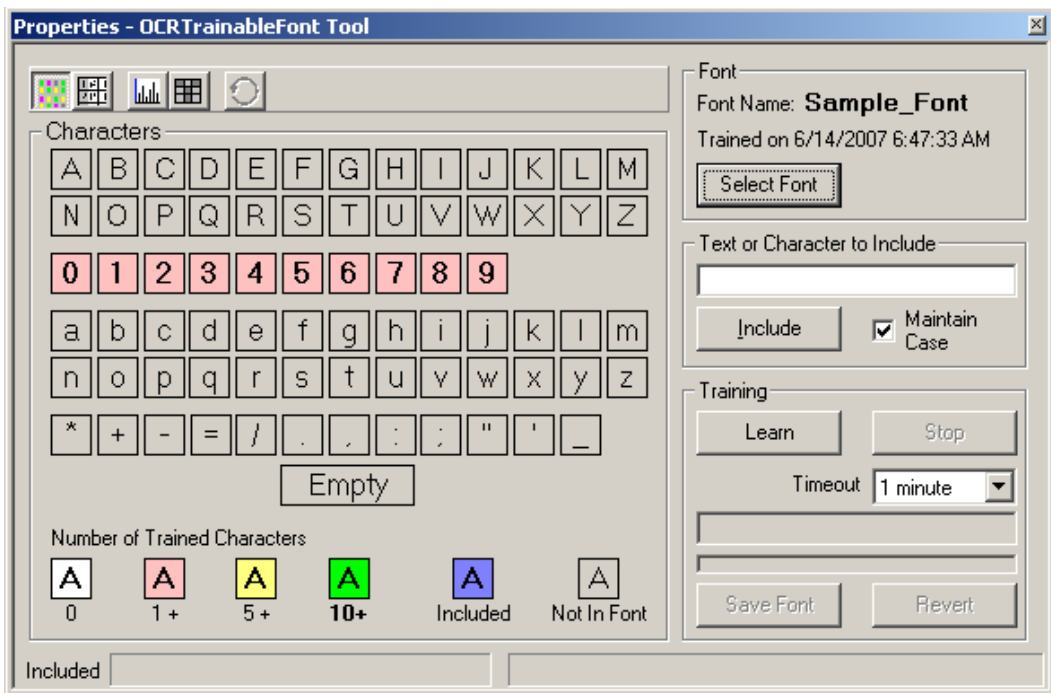 Properties - OCRTrainableFont Tool
Characters
A B C D E F G H I J K L M
N O P Q R S T U V W X Y Z
0 1 2 3 4 5 6 7 8 9
a b c d e f g h i j k l m
n o p q r s t u v w x y z
* + - = / . , : ; " ' _
Empty
Number of Trained Characters
A A A A A A
0 1 + 5 + 10+ Included Not In Font
Font
Font Name: Sample_Font
Trained on 6/14/2007 6:47:33 AM
Select Font
Text or Character to Include
Include
Maintain
Case
Training
Learn Stop
Timeout 1 minute
Save Font Revert
Included